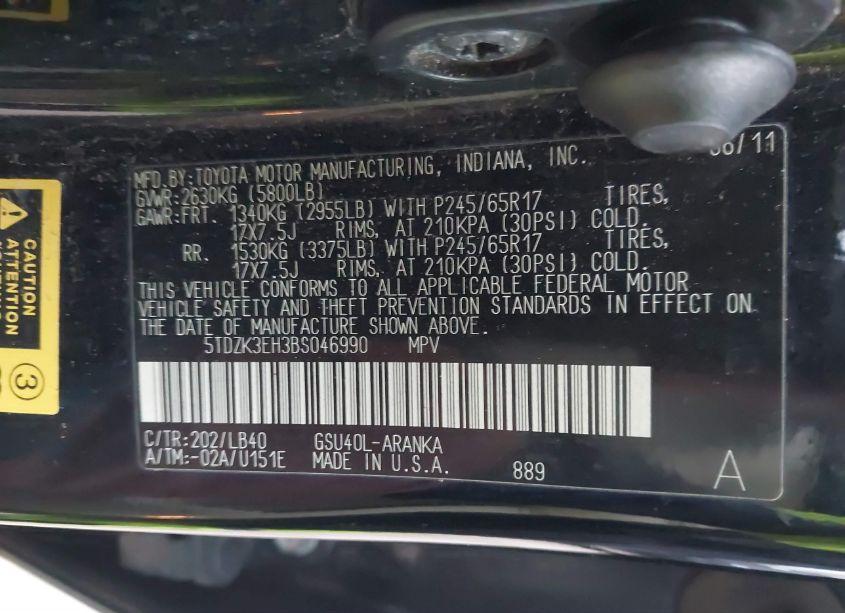 MFD.BY:TOYOTA MOTOR MANUFACTURING, INDIANA, INC.
GVWR:2630KG (5800LB)
GAWR:FRT. 1340KG (2955LB) WITH P245/65R17 TIRES,
17X7.5J RIMS, AT 210KPA (30PSI) COLD.
RR. 1530KG (3375LB) WITH P245/65R17 TIRES,
17X7.5J RIMS, AT 210KPA (30PSI) COLD.
THIS VEHICLE CONFORMS TO ALL APPLICABLE FEDERAL MOTOR
VEHICLE SAFETY AND THEFT PREVENTION STANDARDS IN EFFECT ON
THE DATE OF MANUFACTURE SHOWN ABOVE.
5TDZK3EH3BS046990 MPV
C/TR:202/LB40 GSU40L-ARANKA
A/TM:-02A/U151E MADE IN U.S.A. 889 A
CAUTION
ATTENTION
3